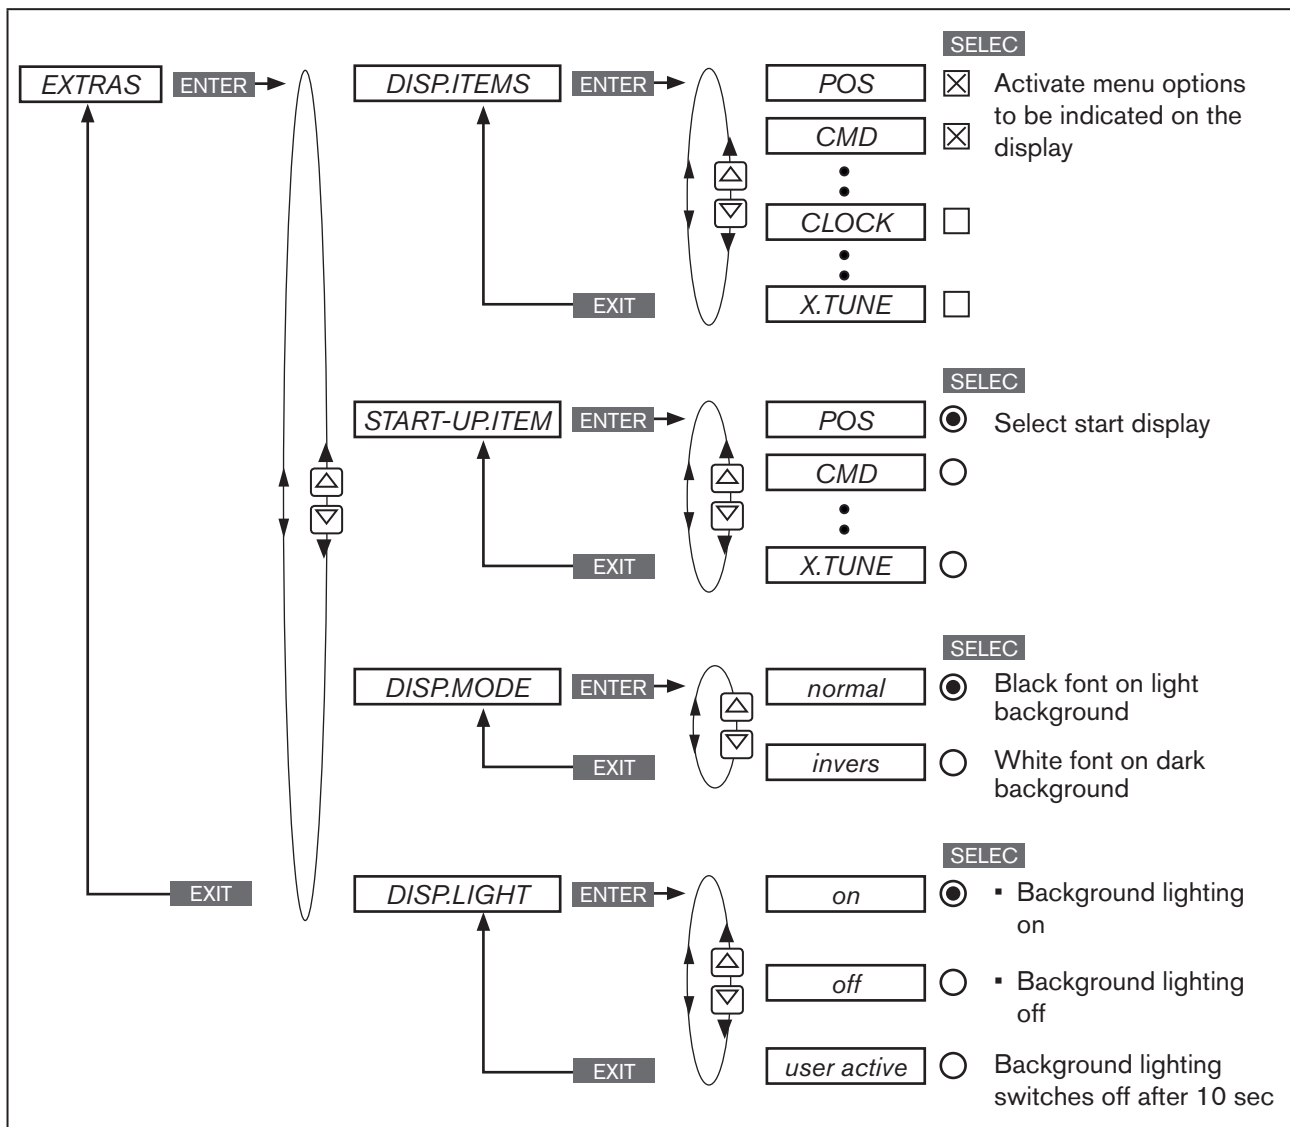 SELEC
EXTRAS ENTER DISP.ITEMS ENTER POS Activate menu options
to be indicated on the
CMD display
CLOCK
EXIT X.TUNE
SELEC
START-UP.ITEM ENTER POS Select start display
CMD
EXIT X.TUNE
SELEC
DISP.MODE ENTER normal Black font on light
background
EXIT invers White font on dark
background
SELEC
EXIT DISP.LIGHT ENTER on ▪ Background lighting
on
off ▪ Background lighting
off
EXIT user active Background lighting
switches off after 10 sec